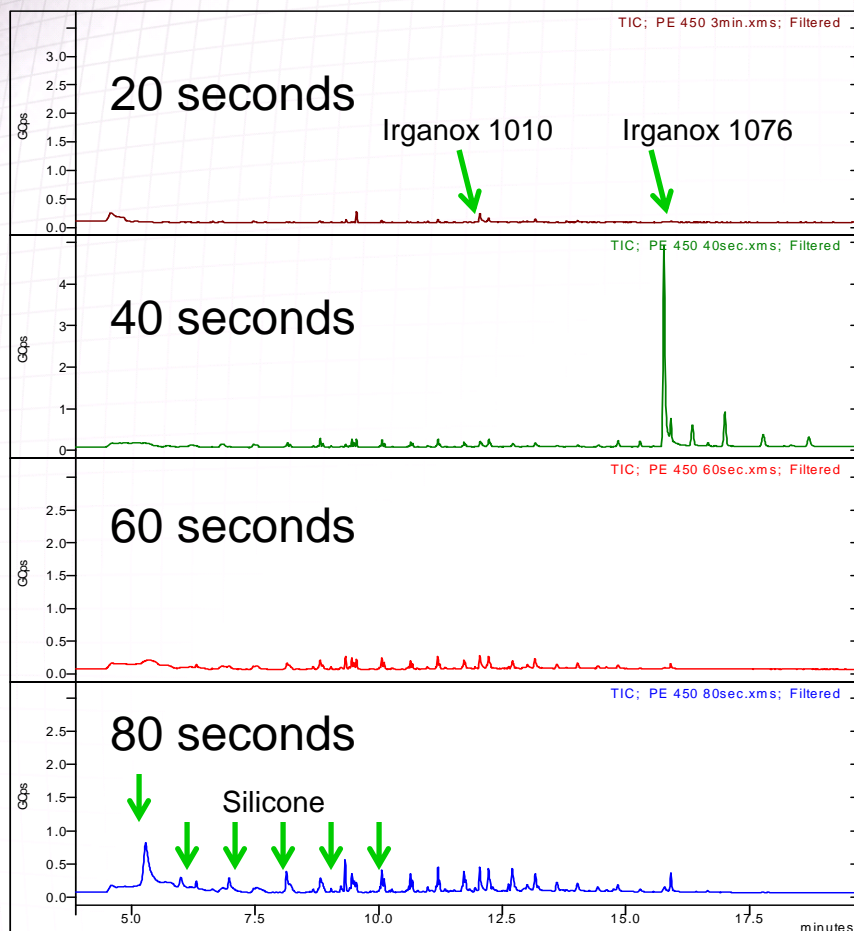 TIC; PE 450 3min.xms; Filtered
3.0
20 seconds
2.5
2.0
GCps
Irganox 1010 Irganox 1076
1.5
1.0
0.5
0.0
TIC; PE 450 40sec.xms; Filtered
4
40 seconds
3
GCps
2
1
0
TIC; PE 450 60sec.xms; Filtered
60 seconds
2.5
2.0
GCps
1.5
1.0
0.5
0.0
TIC; PE 450 80sec.xms; Filtered
80 seconds
2.5
2.0
GCps
1.5
Silicone
1.0
0.5
0.0
5.0 7.5 10.0 12.5 15.0 17.5
minutes